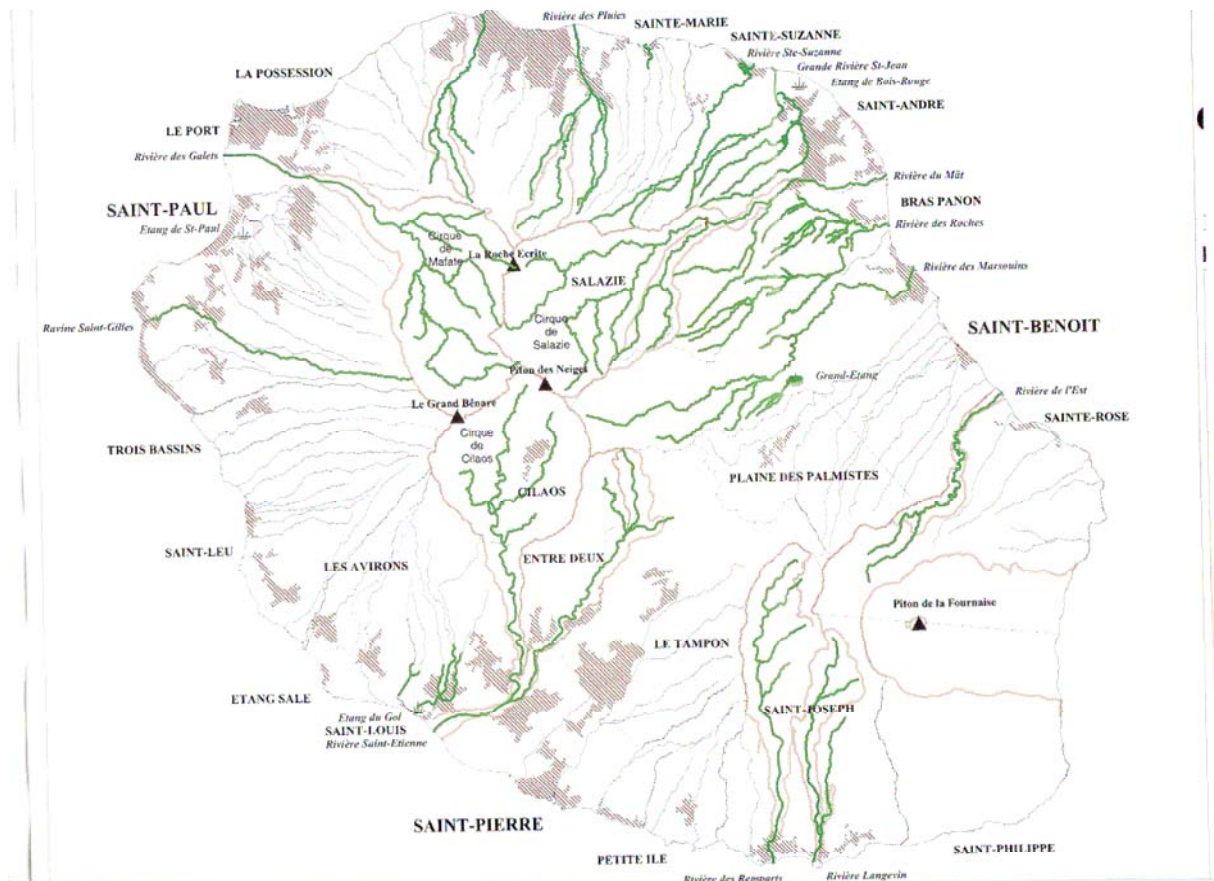 Rivière des Pluies
SAINTE-MARIE
SAINTE-SUZANNE
Rivière Ste-Suzanne
Grande Rivière St-Jean
Etang de Bois-Rouge
LA POSSESSION
SAINT-ANDRE
LE PORT
Rivière des Galets
Rivière du Mât
BRAS PANON
SAINT-PAUL
Etang de St-Paul
Rivière des Roches
Cirque
de
Mafate
La Roche Ecrite
SALAZIE
Rivière des Marsouins
Ravine Saint-Gilles
Cirque
de
Salazie
SAINT-BENOIT
Piton des Neiges
Grand-Etang
Rivière de l'Est
Le Grand Bénare
SAINTE-ROSE
Cirque
de
Cilaos
TROIS BASSINS
PLAINE DES PALMISTES
CILAOS
SAINT-LEU
LES AVIRONS
ENTRE DEUX
Piton de la Fournaise
LE TAMPON
ETANG SALE
SAINT-JOSEPH
Etang du Gol
SAINT-LOUIS
Rivière Saint-Etienne
SAINT-PIERRE
SAINT-PHILIPPE
PETITE ILE
Rivière des Remparts
Rivière Langevin